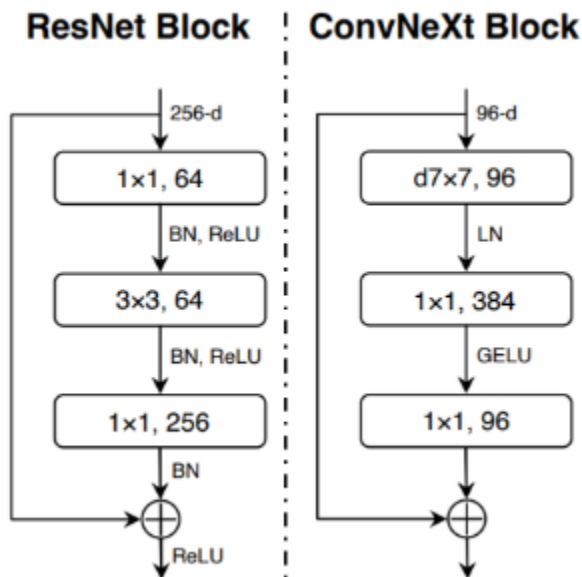 ResNet Block
256-d
1×1, 64
BN, ReLU
3×3, 64
BN, ReLU
1×1, 256
BN
ReLU
ConvNeXt Block
96-d
d7×7, 96
LN
1×1, 384
GELU
1×1, 96